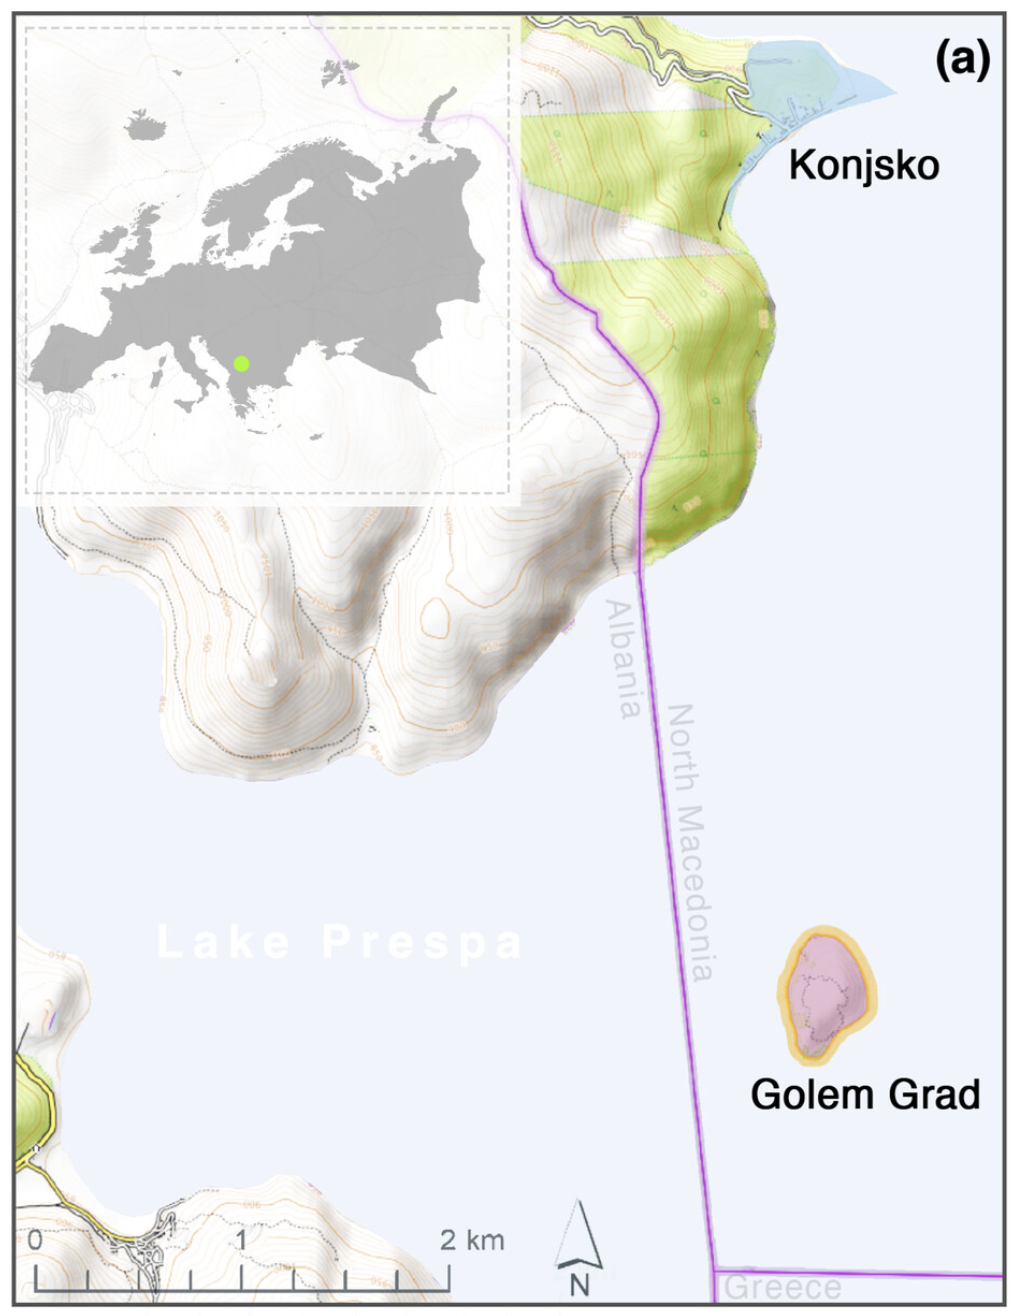 (a)
Konjsko
Albania
North Macedonia
Lake Prespa
Golem Grad
0 1 2 km
N
Greece